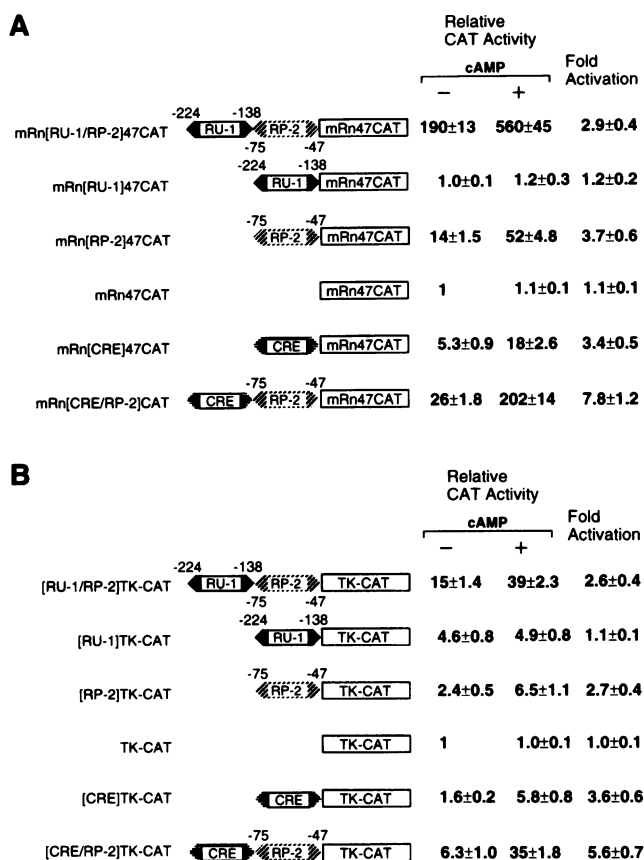 A
Relative
CAT Activity
cAMP
Fold
Activation
− +
-224 -138
mRn[RU-1/RP-2]47CAT RU-1 RP-2 mRn47CAT 190±13 560±45 2.9±0.4
-75 -47
-224 -138
mRn[RU-1]47CAT RU-1 mRn47CAT 1.0±0.1 1.2±0.3 1.2±0.2
-75 -47
mRn[RP-2]47CAT RP-2 mRn47CAT 14±1.5 52±4.8 3.7±0.6
mRn47CAT mRn47CAT 1 1.1±0.1 1.1±0.1
mRn[CRE]47CAT CRE mRn47CAT 5.3±0.9 18±2.6 3.4±0.5
-75 -47
mRn[CRE/RP-2]CAT CRE RP-2 mRn47CAT 26±1.8 202±14 7.8±1.2
B
Relative
CAT Activity
cAMP
Fold
Activation
− +
-224 -138
[RU-1/RP-2]TK-CAT RU-1 RP-2 TK-CAT 15±1.4 39±2.3 2.6±0.4
-75 -47
-224 -138
[RU-1]TK-CAT RU-1 TK-CAT 4.6±0.8 4.9±0.8 1.1±0.1
-75 -47
[RP-2]TK-CAT RP-2 TK-CAT 2.4±0.5 6.5±1.1 2.7±0.4
TK-CAT TK-CAT 1 1.0±0.1 1.0±0.1
[CRE]TK-CAT CRE TK-CAT 1.6±0.2 5.8±0.8 3.6±0.6
-75 -47
[CRE/RP-2]TK-CAT CRE RP-2 TK-CAT 6.3±1.0 35±1.8 5.6±0.7